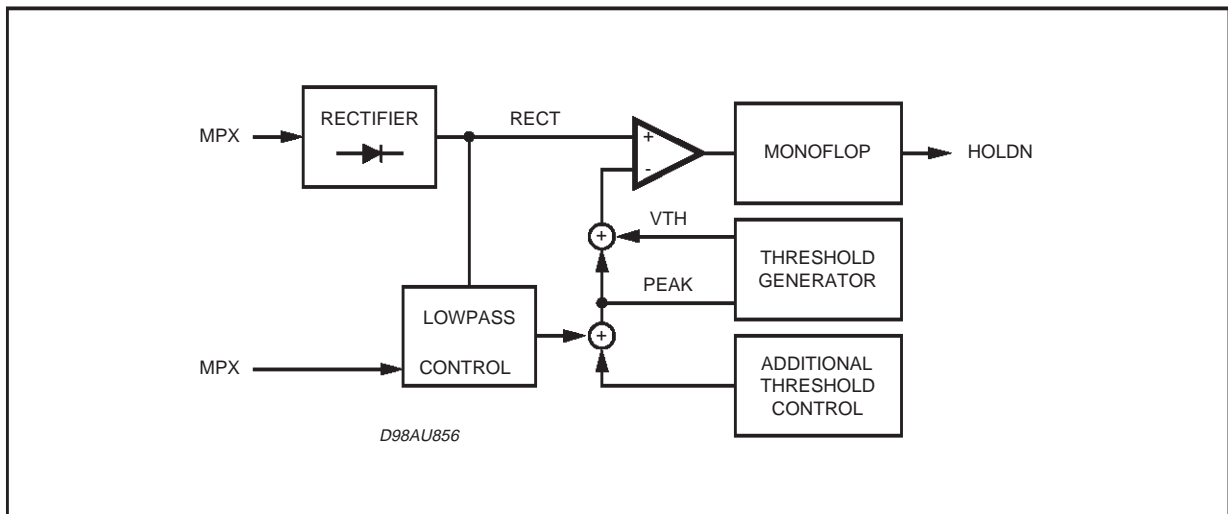 RECTIFIER
RECT
MPX
+
-
MONOFLOP
HOLDN
VTH
+
THRESHOLD
GENERATOR
PEAK
LOWPASS
CONTROL
+
MPX
ADDITIONAL
THRESHOLD
CONTROL
D98AU856